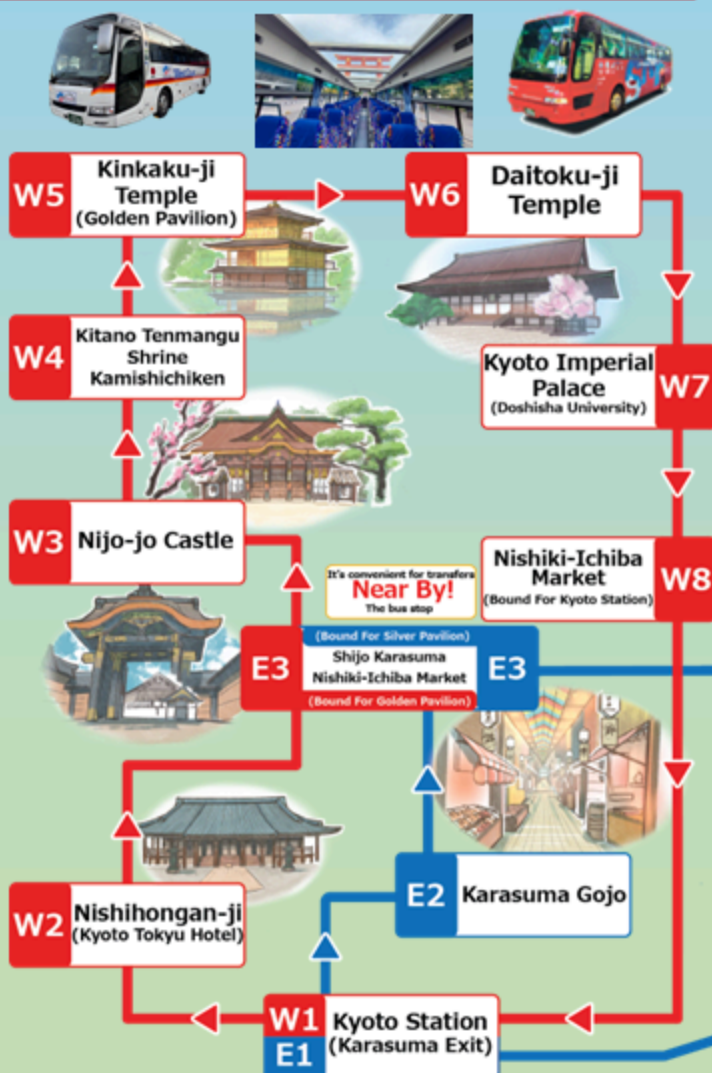 W5
Kinkaku-ji
Temple
(Golden Pavilion)
W6
Daitoku-ji
Temple
W4
Kitano Tenmangu
Shrine
Kamishichiken
Kyoto Imperial
Palace
(Doshisha University)
W7
W3
Nijo-jo Castle
It's convenient for transfers
Near By!
The bus stop
Nishiki-Ichiba
Market
(Bound For Kyoto Station)
W8
E3
(Bound For Silver Pavilion)
Shijo Karasuma
Nishiki-Ichiba Market
(Bound For Golden Pavilion)
E3
E2
Karasuma Gojo
W2
Nishihongan-ji
(Kyoto Tokyu Hotel)
W1
E1
Kyoto Station
(Karasuma Exit)